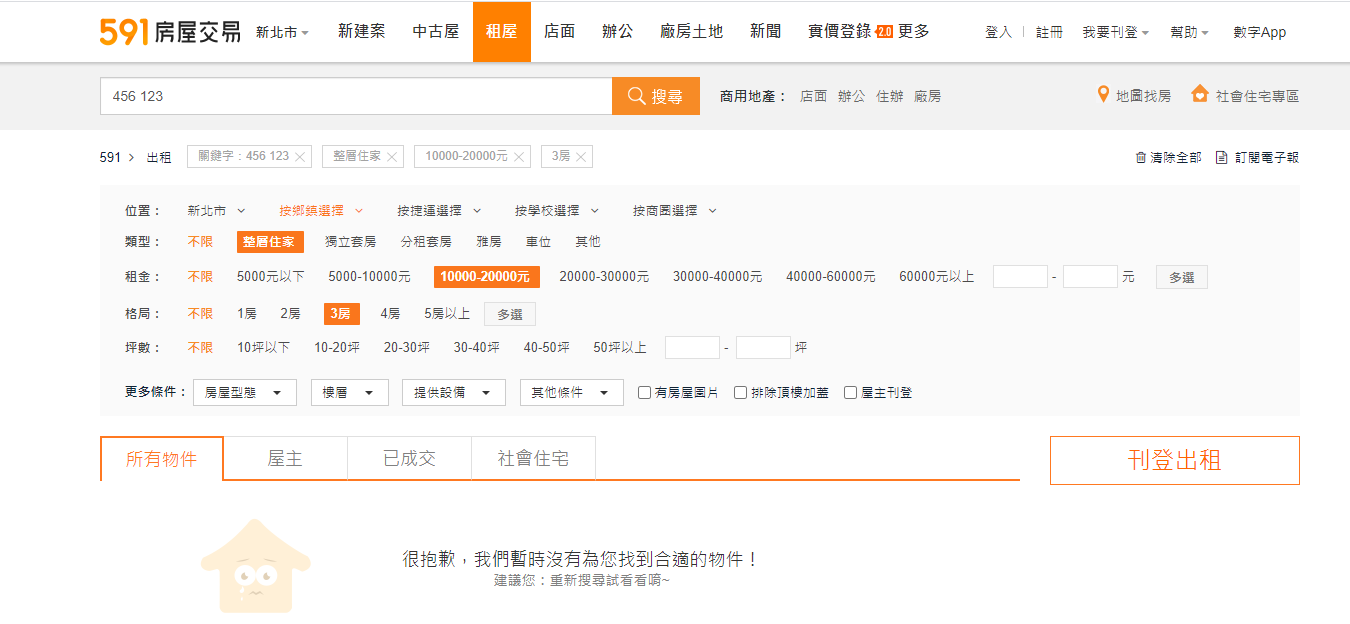 591 房屋交易 新北市 新建案 中古屋 租屋 店面 辦公 廠房土地 新聞 實價登錄 2.0 更多 登入 註冊 我要刊登 幫助 數字App
456 123 搜尋 商用地產： 店面 辦公 住辦 廠房 地圖找房 社會住宅專區
591 > 出租 關鍵字：456 123 × 整層住家 × 10000-20000元 × 3房 × 清除全部 訂閱電子報
位置： 新北市 按鄉鎮選擇 按捷運選擇 按學校選擇 按商圈選擇
類型： 不限 整層住家 獨立套房 分租套房 雅房 車位 其他
租金： 不限 5000元以下 5000-10000元 10000-20000元 20000-30000元 30000-40000元 40000-60000元 60000元以上 - 元 多選
格局： 不限 1房 2房 3房 4房 5房以上 多選
坪數： 不限 10坪以下 10-20坪 20-30坪 30-40坪 40-50坪 50坪以上 - 坪
更多條件： 房屋型態 樓層 提供設備 其他條件 有房屋圖片 排除頂樓加蓋 屋主刊登
所有物件 屋主 已成交 社會住宅 刊登出租
很抱歉，我們暫時沒有為您找到合適的物件！
建議您：重新搜尋試看看唷~